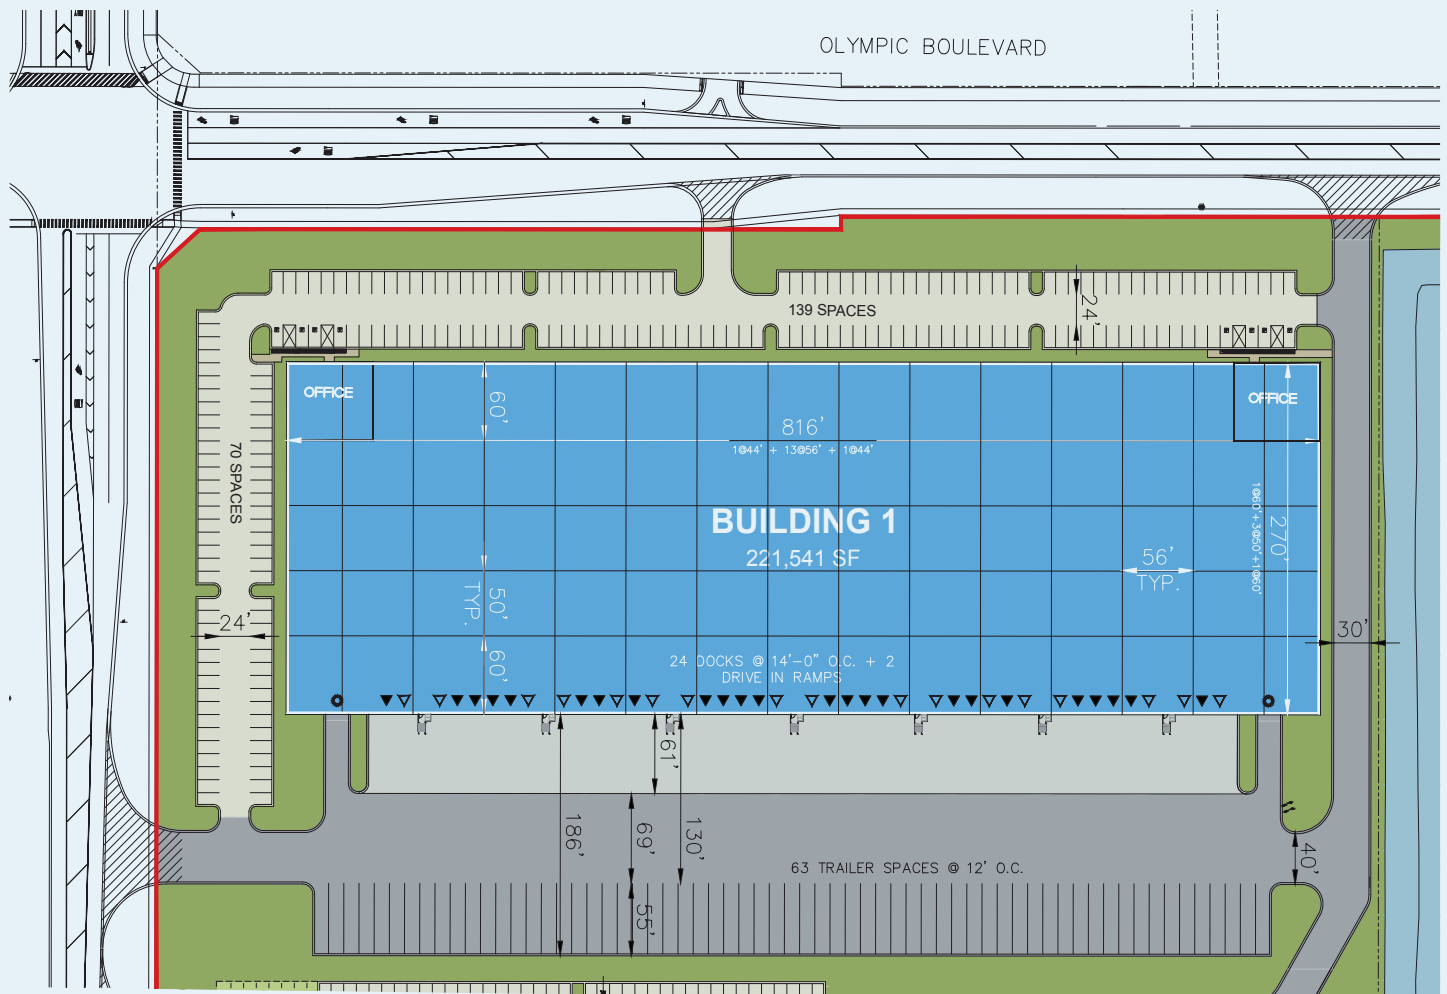 OLYMPIC BOULEVARD
139 SPACES
24'
OFFICE
OFFICE
60'
816'
1@44' + 13@56' + 1@44'
70 SPACES
BUILDING 1
221,541 SF
270'
1@60'+3@50'+1@60'
56'
TYP.
50'
TYP.
24'
30'
60'
24 DOCKS @ 14'-0" O.C. + 2
DRIVE IN RAMPS
61'
186'
69'
130'
40'
63 TRAILER SPACES @ 12' O.C.
55'